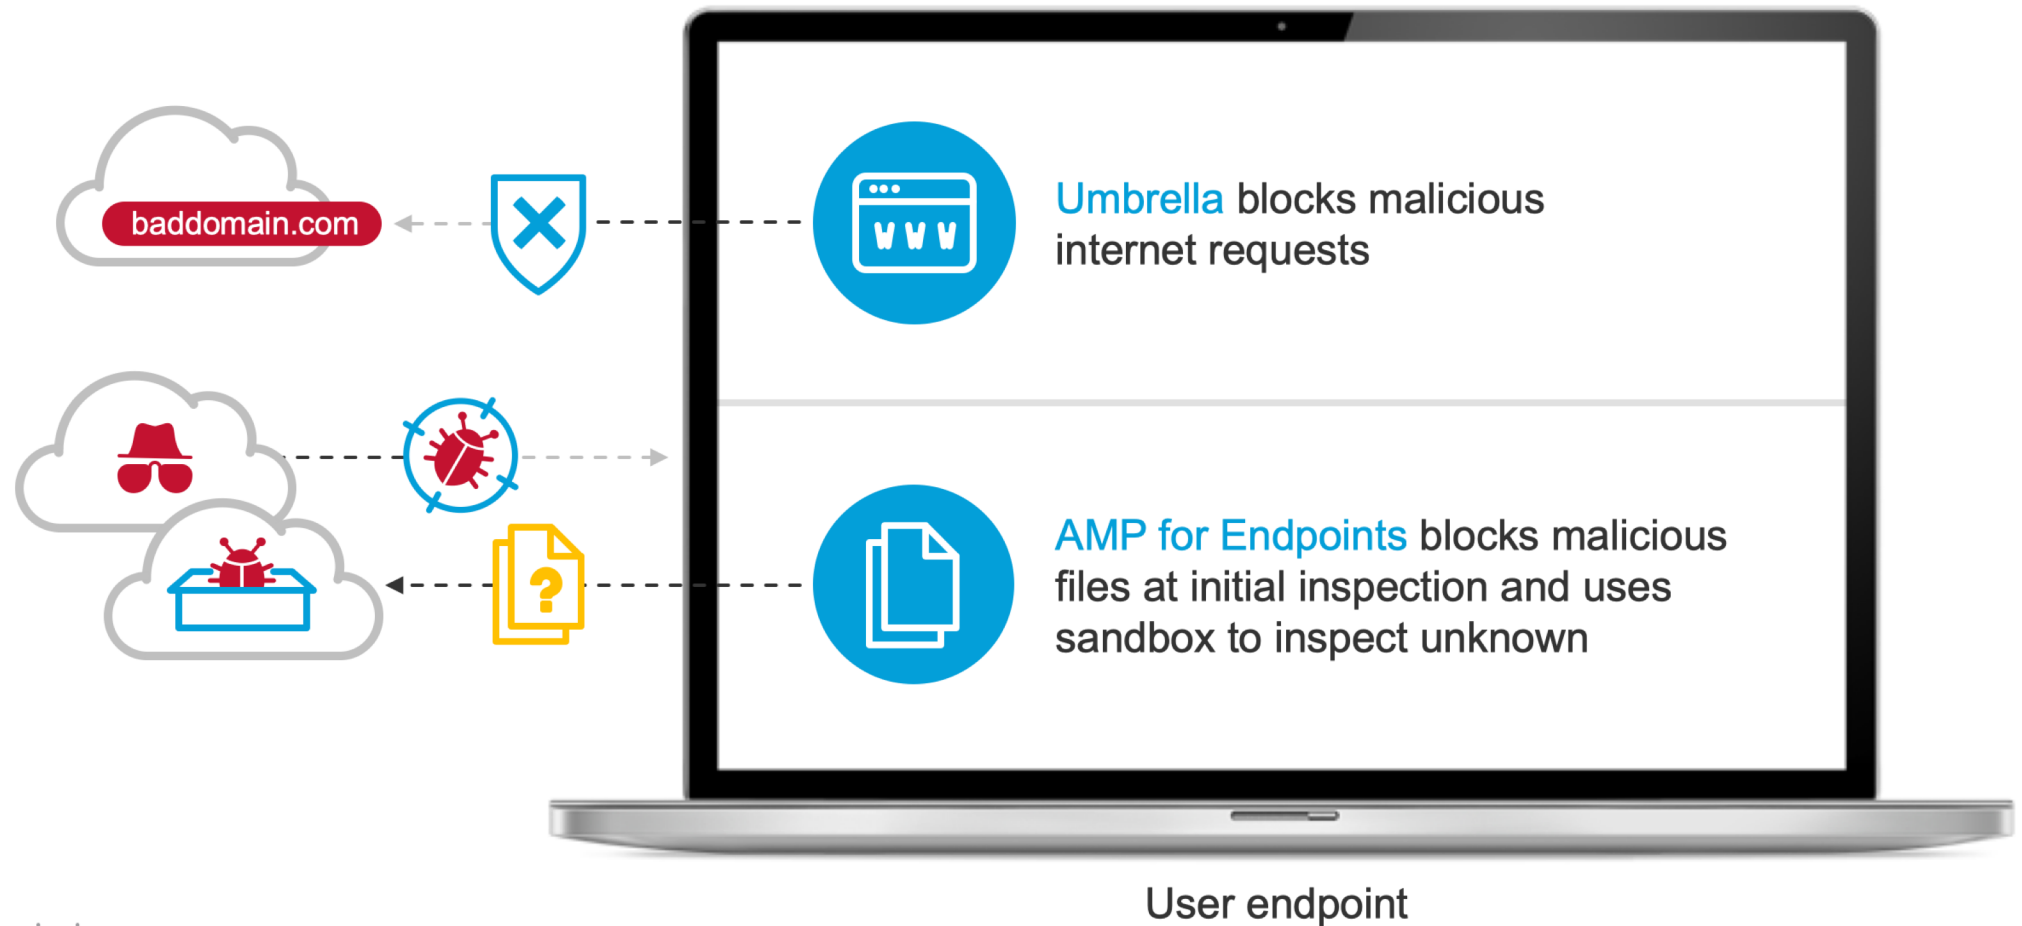 baddomain.com
Umbrella blocks malicious
internet requests
AMP for Endpoints blocks malicious
files at initial inspection and uses
sandbox to inspect unknown
?
User endpoint